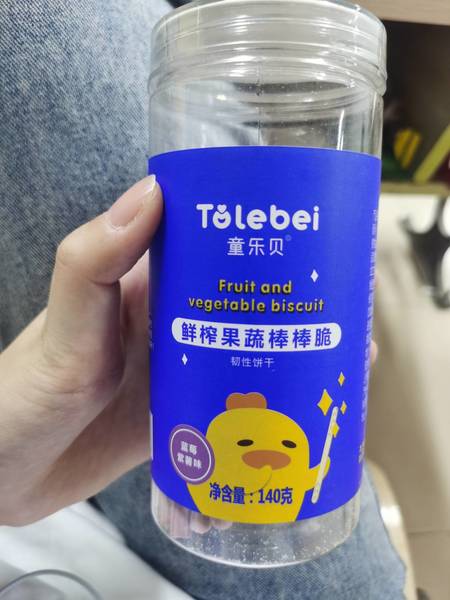 Tolebei
童乐贝
Fruit and
vegetable biscuit
鲜榨果蔬棒棒脆
韧性饼干
蓝莓
紫薯味
净含量：140克